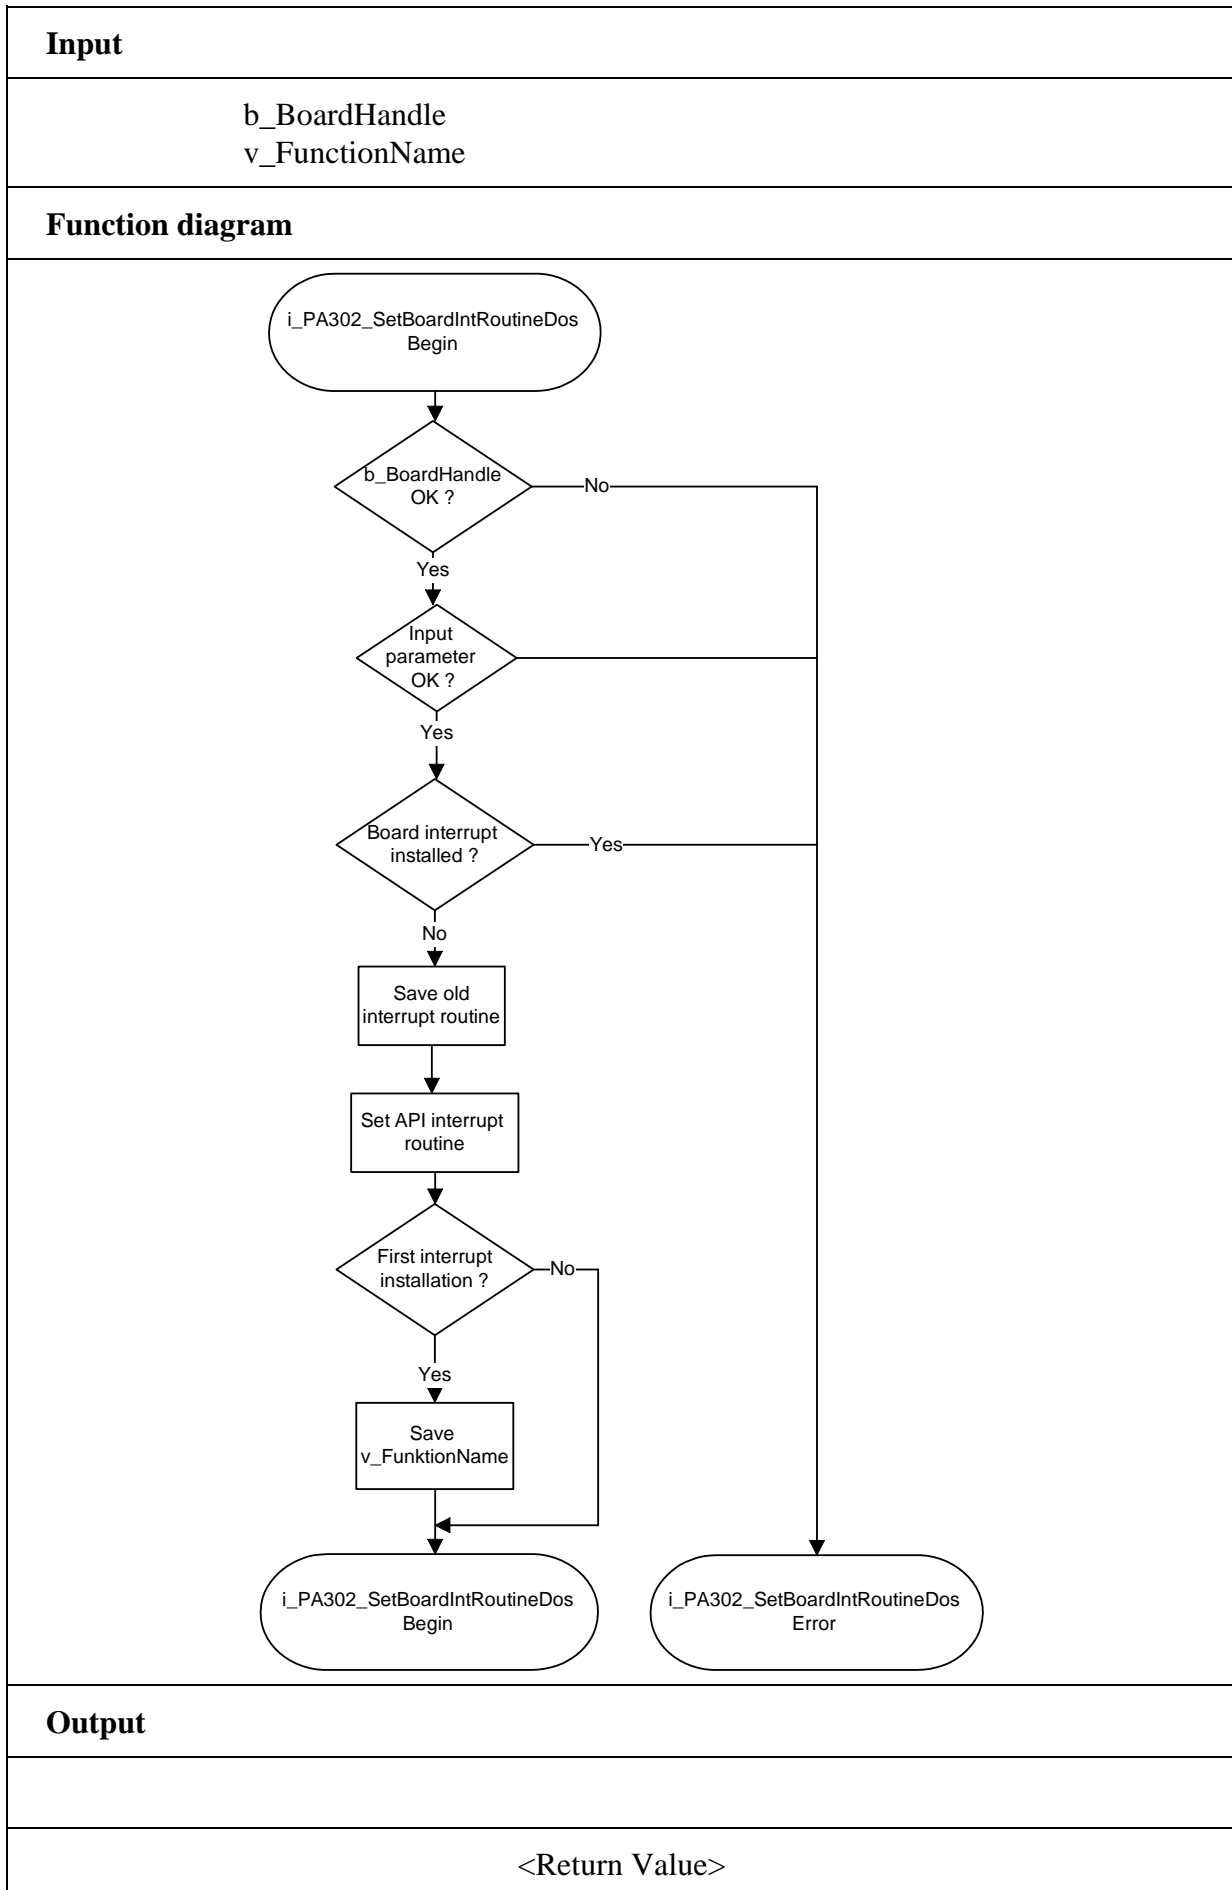 Input
b_BoardHandle
v_FunctionName
Function diagram
i_PA302_SetBoardIntRoutineDos
Begin
b_BoardHandle
OK ?
No
Yes
Input
parameter
OK ?
Yes
Board interrupt
installed ?
Yes
No
Save old
interrupt routine
Set API interrupt
routine
First interrupt
installation ?
No
Yes
Save
v_FunktionName
i_PA302_SetBoardIntRoutineDos
Begin
i_PA302_SetBoardIntRoutineDos
Error
Output
<Return Value>